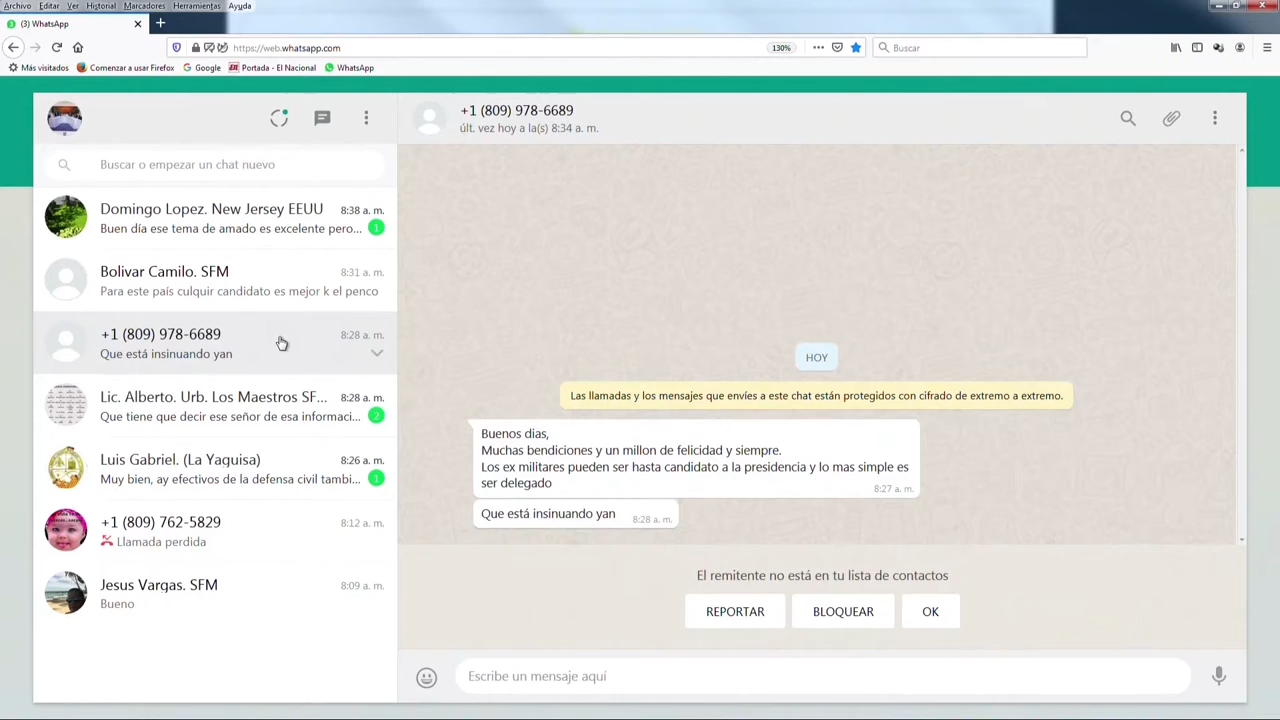 Archivo Editar Ver Historial Marcadores Herramientas Ayuda
(3) WhatsApp
https://web.whatsapp.com
130%
Buscar
Más visitados Comenzar a usar Firefox Google Portada - El Nacional WhatsApp
+1 (809) 978-6689
últ. vez hoy a la(s) 8:34 a. m.
Buscar o empezar un chat nuevo
Domingo Lopez. New Jersey EEUU 8:38 a. m.
Buen día ese tema de amado es excelente pero... 1
Bolivar Camilo. SFM 8:31 a. m.
Para este país culquir candidato es mejor k el penco
+1 (809) 978-6689 8:28 a. m.
Que está insinuando yan
Lic. Alberto. Urb. Los Maestros SF... 8:28 a. m.
Que tiene que decir ese senor de esa informaci... 2
Luis Gabriel. (La Yaguisa) 8:26 a. m.
Muy bien, ay efectivos de la defensa civil tambi... 1
+1 (809) 762-5829 8:12 a. m.
Llamada perdida
Jesus Vargas. SFM 8:09 a. m.
Bueno
HOY
Las llamadas y los mensajes que envíes a este chat están protegidos con cifrado de extremo a extremo.
Buenos dias,
Muchas bendiciones y un millon de felicidad y siempre.
Los ex militares pueden ser hasta candidato a la presidencia y lo mas simple es
ser delegado
8:27 a. m.
Que está insinuando yan 8:28 a. m.
El remitente no está en tu lista de contactos
REPORTAR BLOQUEAR OK
Escribe un mensaje aquí